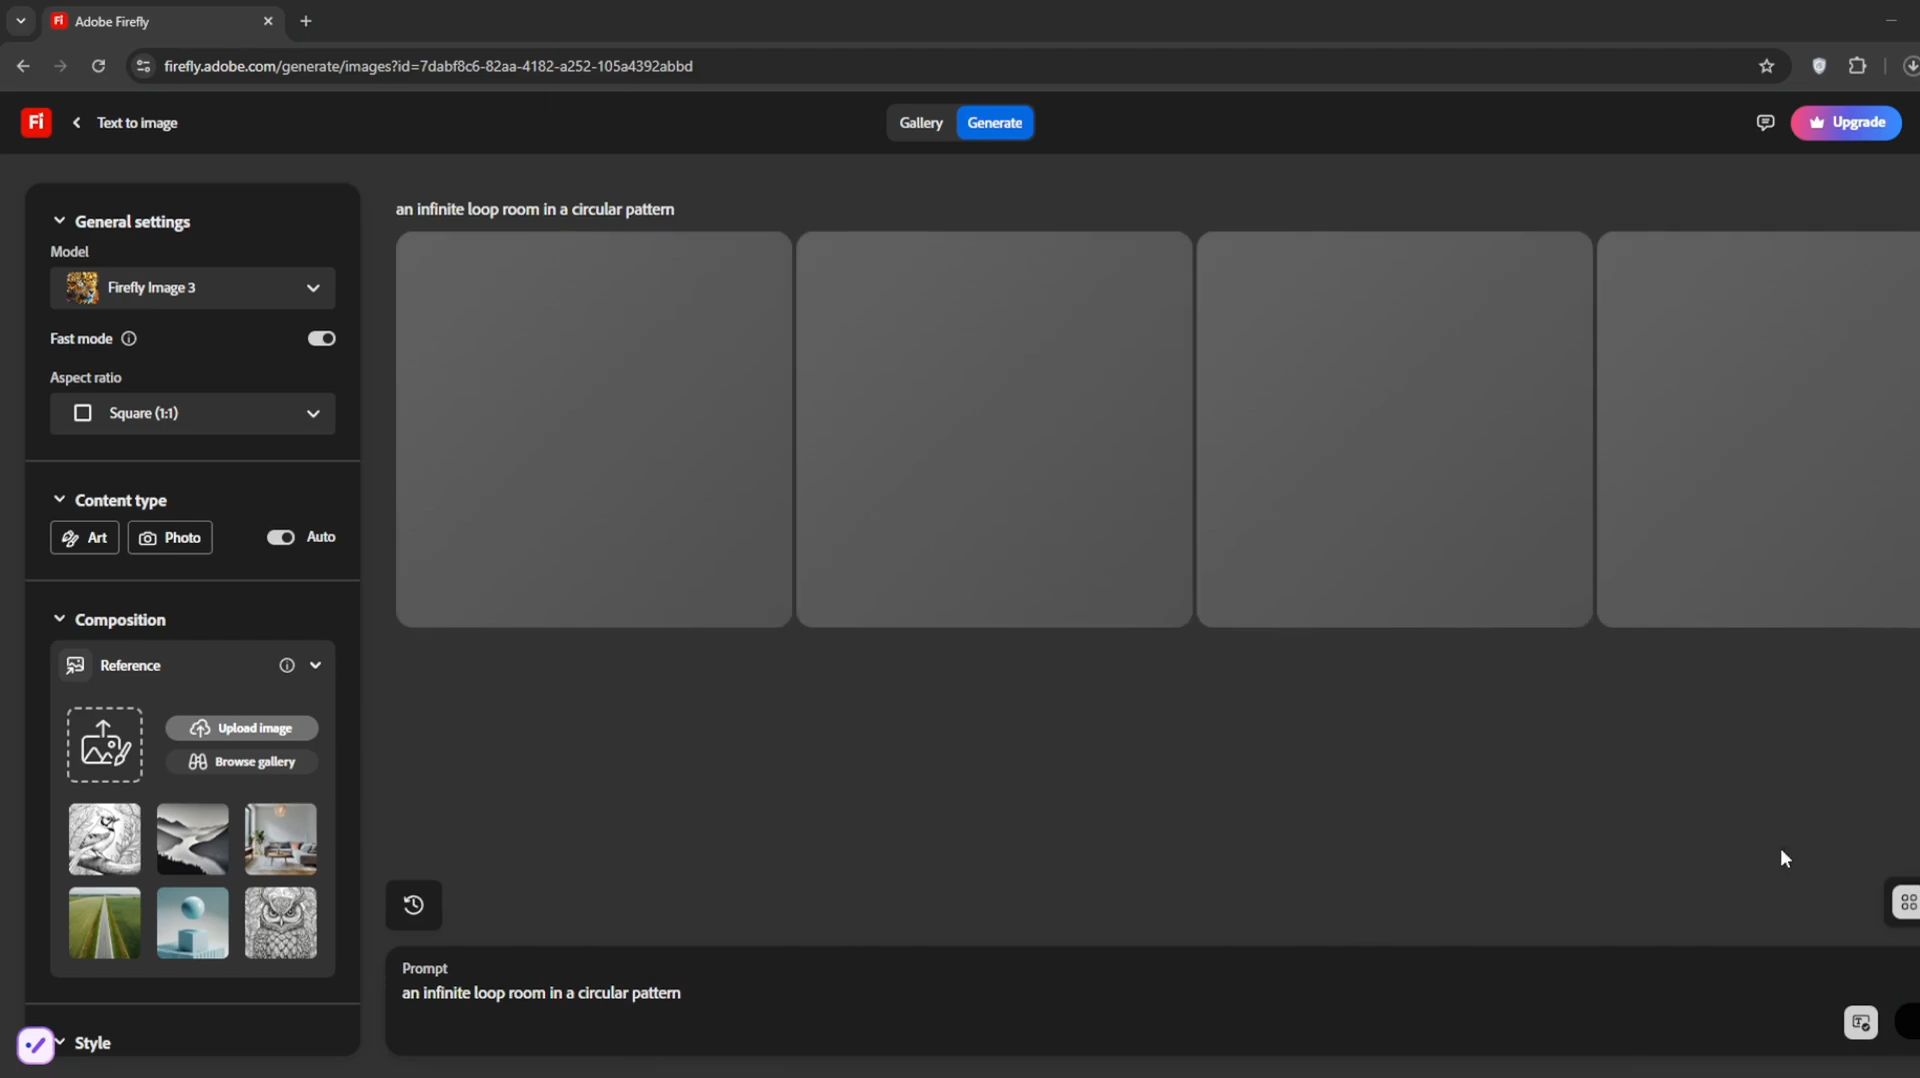 Fi Adobe Firefly
firefly.adobe.com/generate/images?id=7dabf8c6-82aa-4182-a252-105a4392abbd
Fi Text to image
Gallery Generate
Upgrade
General settings
Model
Firefly Image 3
Fast mode
Aspect ratio
Square (1:1)
Content type
Art Photo Auto
Composition
Reference
Upload image
Browse gallery
Style
an infinite loop room in a circular pattern
Prompt
an infinite loop room in a circular pattern